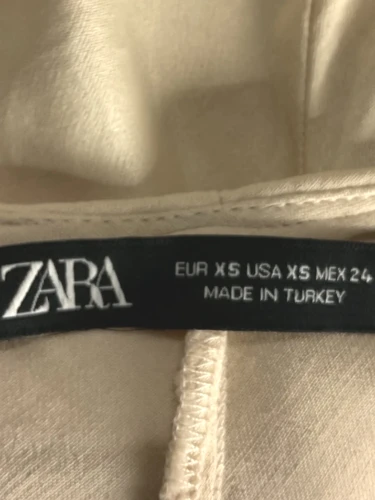 ZARA
EUR XS USA XS MEX 24
MADE IN TURKEY